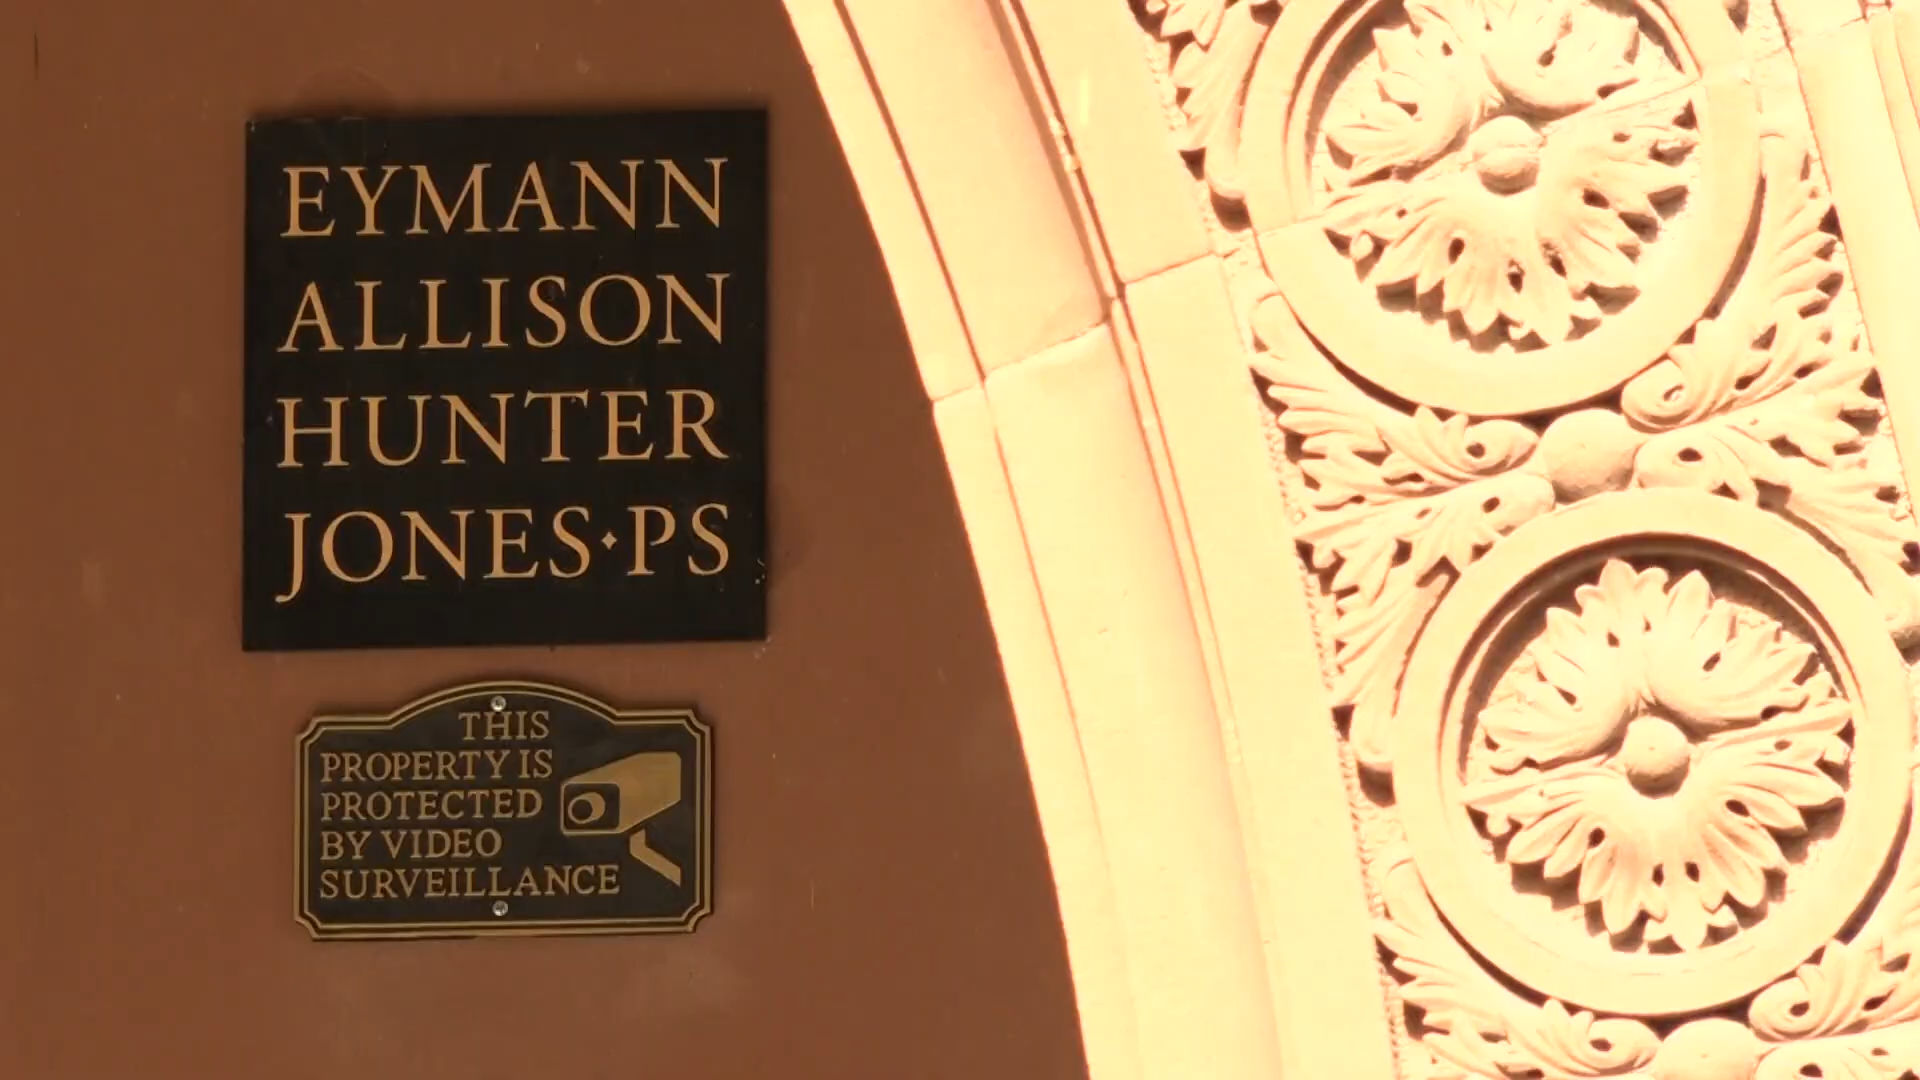 EYMANN
ALLISON
HUNTER
JONES·PS
THIS
PROPERTY IS
PROTECTED
BY VIDEO
SURVEILLANCE